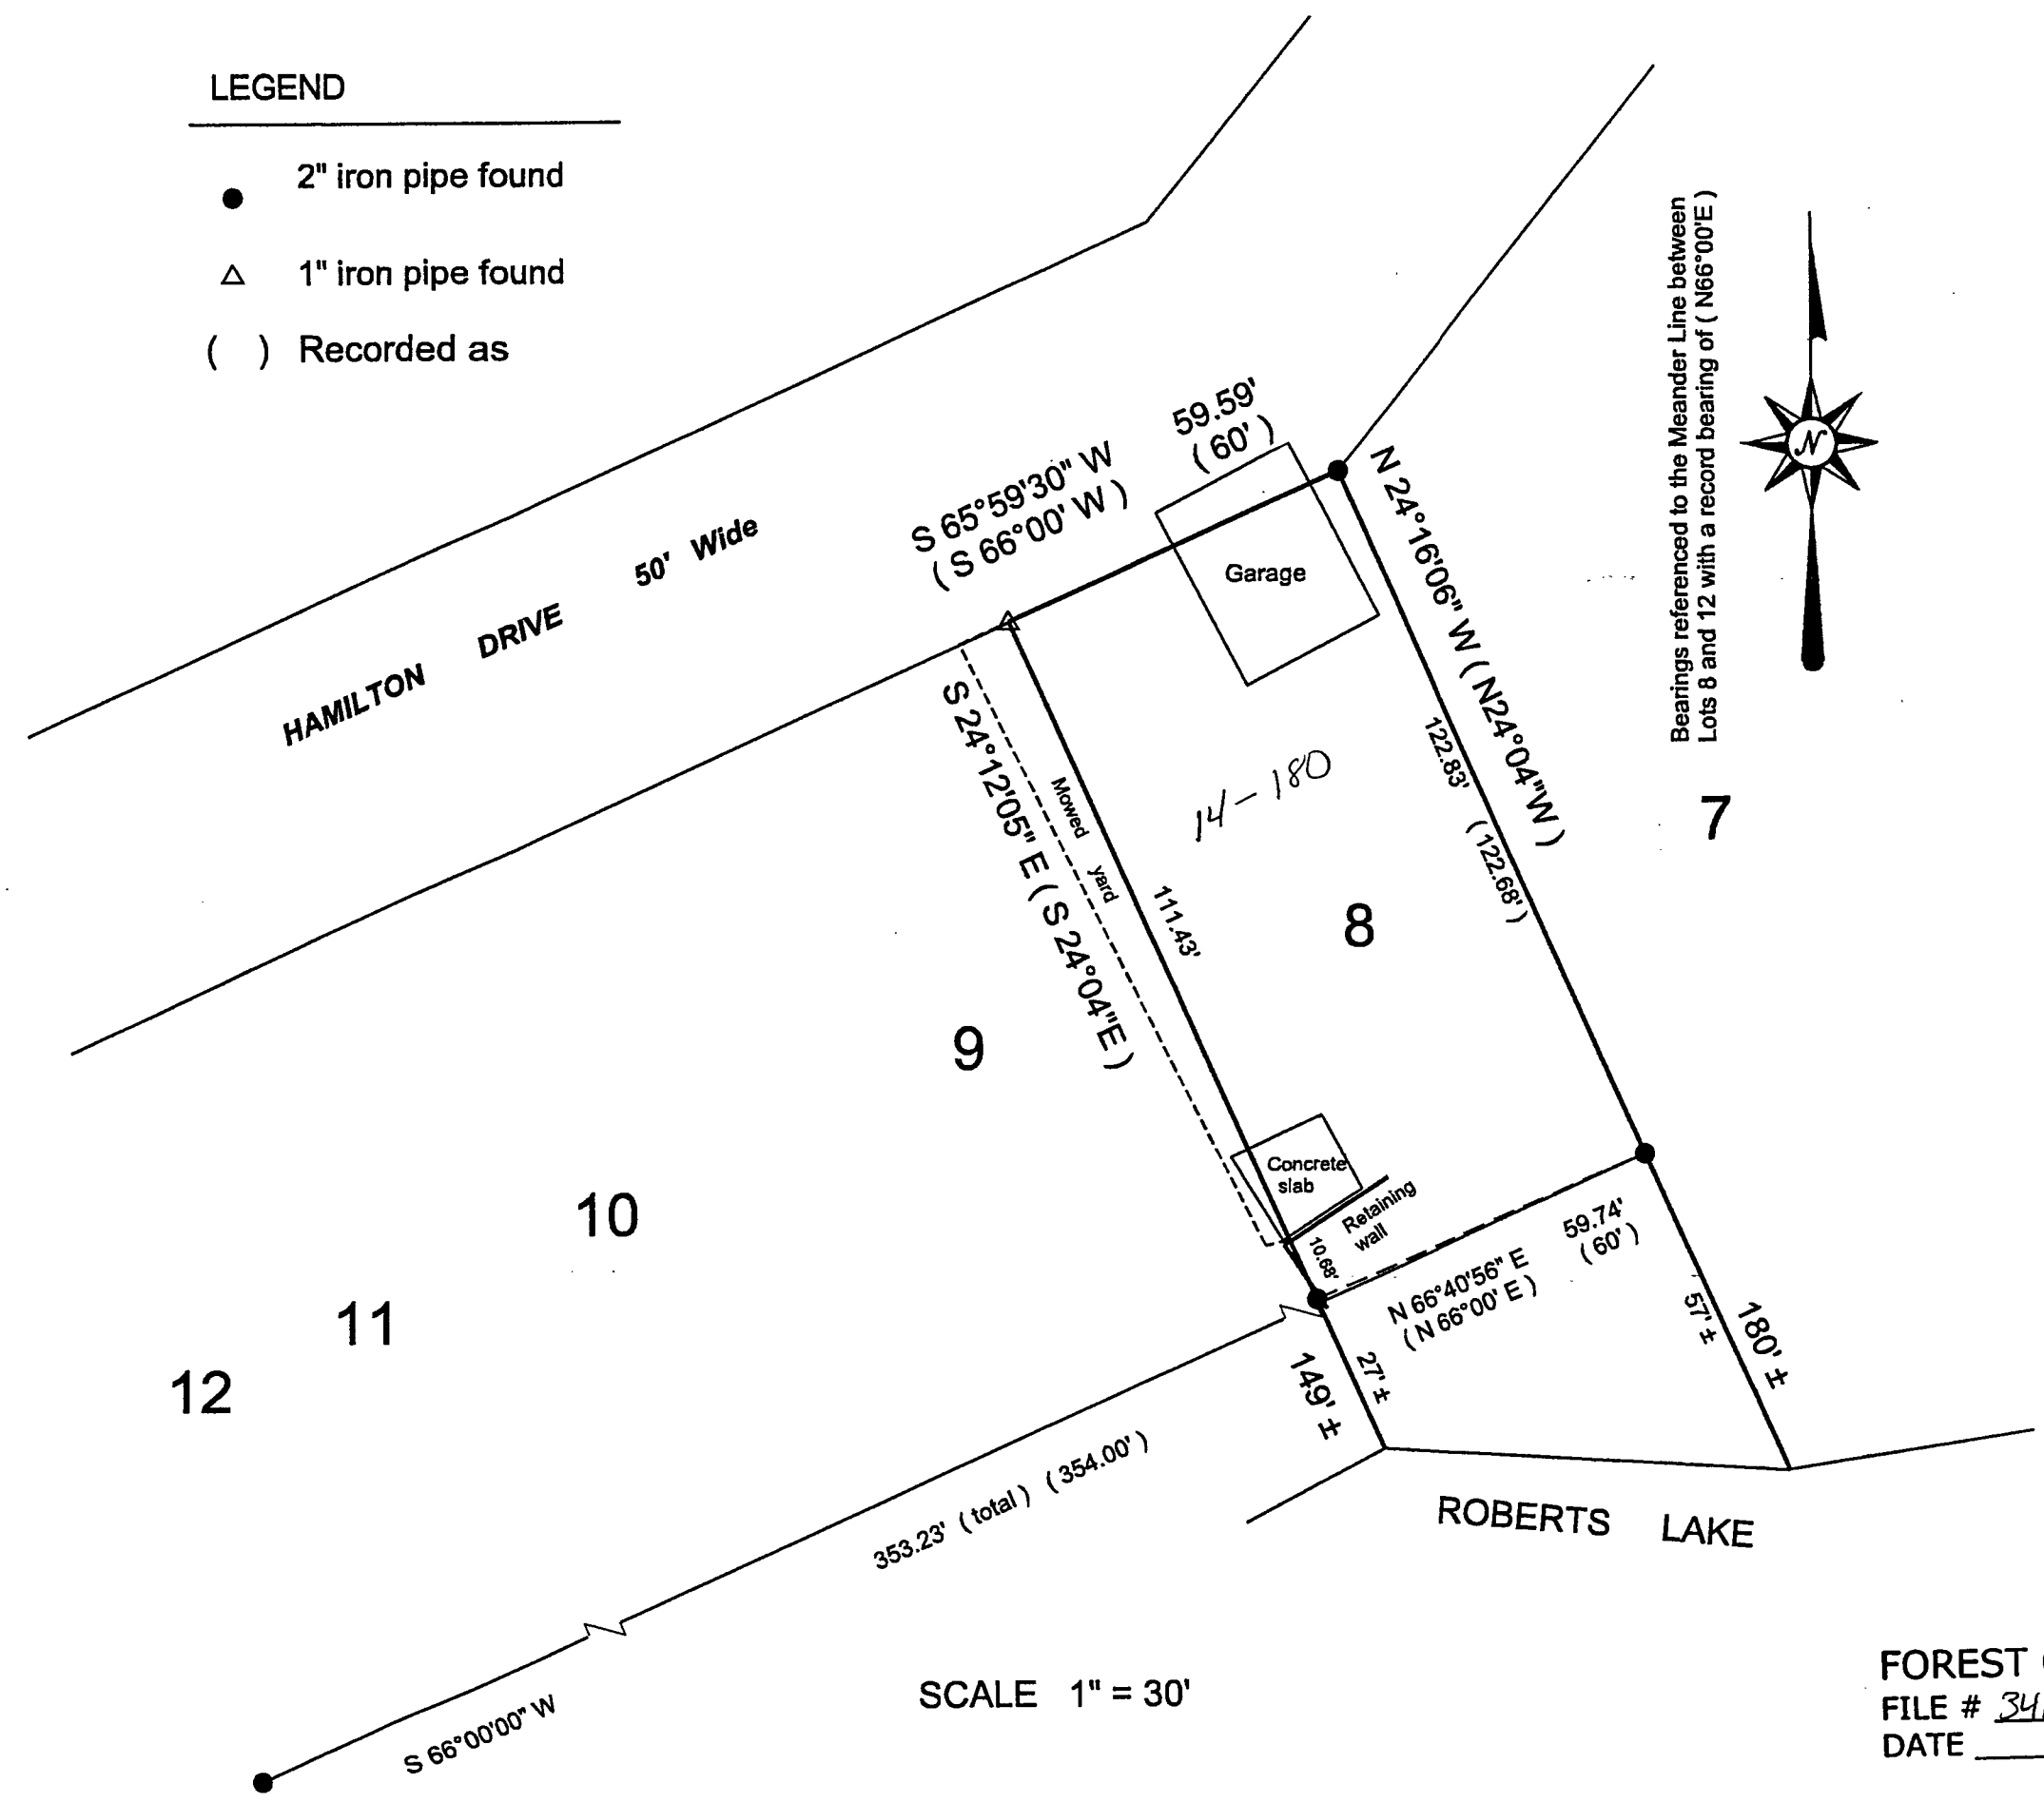 LEGEND
2" iron pipe found
1" iron pipe found
( ) Recorded as
Bearings referenced to the Meander Line between
Lots 8 and 12 with a record bearing of ( N66°00'E )
N
59.59'
( 60' )
S 65°59'30" W
( S 66°00' W )
HAMILTON DRIVE 50' Wide
Garage
N 24°16'06" W ( N24°04"W )
122.83' ( 122.68' )
S 24°12'05" E ( S 24°04"E )
Mowed yard
111.43'
14-180
7
8
9
10
11
12
Concrete
slab
Retaining
wall
10.68'
59.74'
( 60' )
N 66°40'56" E
( N 66°00' E )
57' ±
180' ±
27' ±
149' ±
353.23' ( total ) ( 354.00' )
ROBERTS LAKE
S 66°00'00" W
SCALE 1" = 30'
FOREST
FILE # 34
DATE